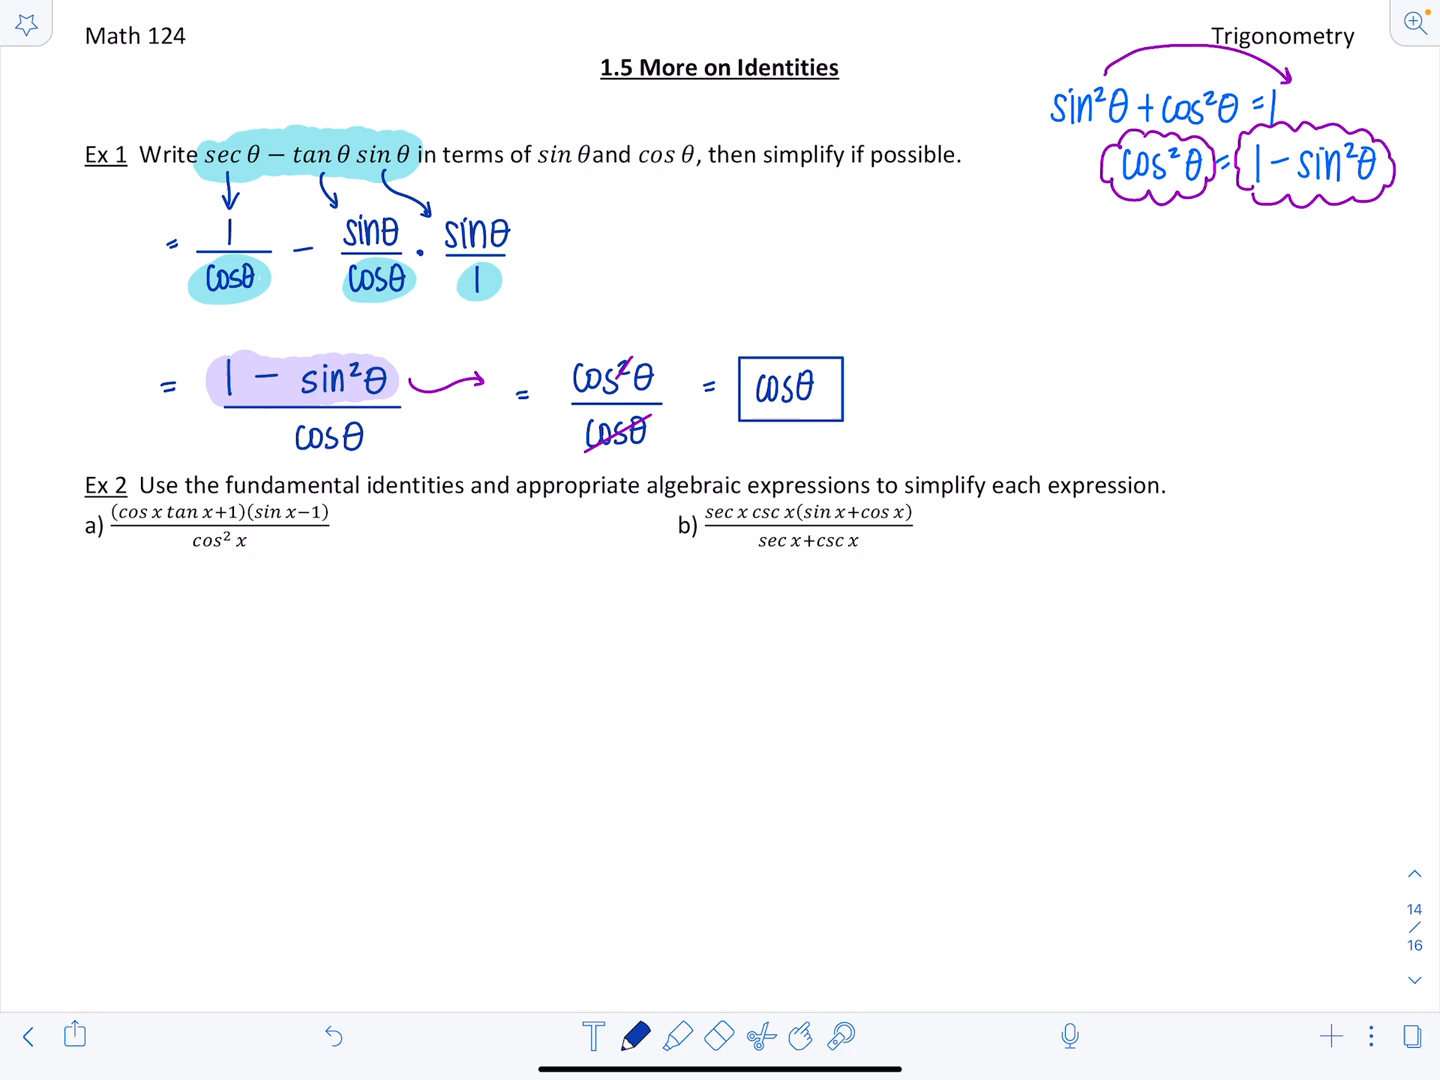 Math 124 Trigonometry
1.5 More on Identities
sin²θ + cos²θ = 1
cos²θ = 1 − sin²θ
Ex 1 Write sec θ − tan θ sin θ in terms of sin θand cos θ, then simplify if possible.
= 1/cosθ − sinθ/cosθ · sinθ/1
= (1 − sin²θ)/cosθ = cos²θ/cosθ = cosθ
Ex 2 Use the fundamental identities and appropriate algebraic expressions to simplify each expression.
a) (cos x tan x+1)(sin x−1)/cos² x b) sec x csc x(sin x+cos x)/sec x+csc x
14
/
16
T